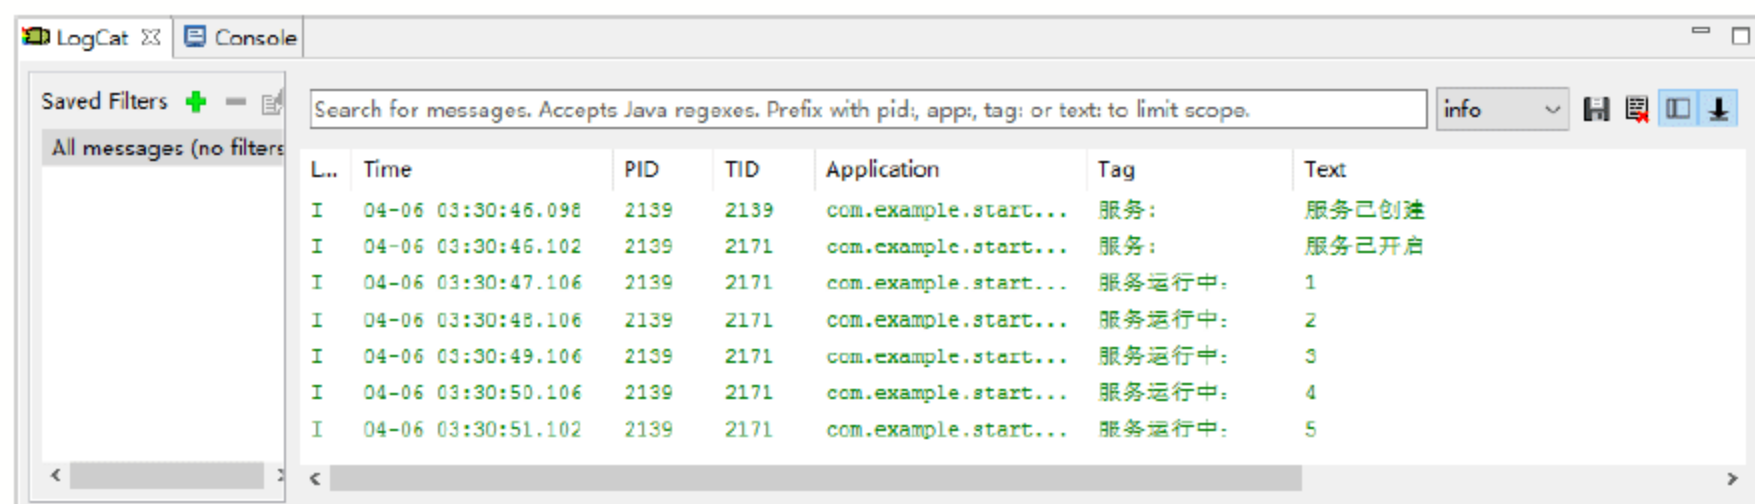 LogCat Console
Saved Filters
All messages (no filters
Search for messages. Accepts Java regexes. Prefix with pid:, app:, tag: or text: to limit scope. info
L... Time PID TID Application Tag Text
I 04-06 03:30:46.098 2139 2139 com.example.start... 服务: 服务已创建
I 04-06 03:30:46.102 2139 2171 com.example.start... 服务: 服务已开启
I 04-06 03:30:47.106 2139 2171 com.example.start... 服务运行中: 1
I 04-06 03:30:48.106 2139 2171 com.example.start... 服务运行中: 2
I 04-06 03:30:49.106 2139 2171 com.example.start... 服务运行中: 3
I 04-06 03:30:50.106 2139 2171 com.example.start... 服务运行中: 4
I 04-06 03:30:51.102 2139 2171 com.example.start... 服务运行中: 5